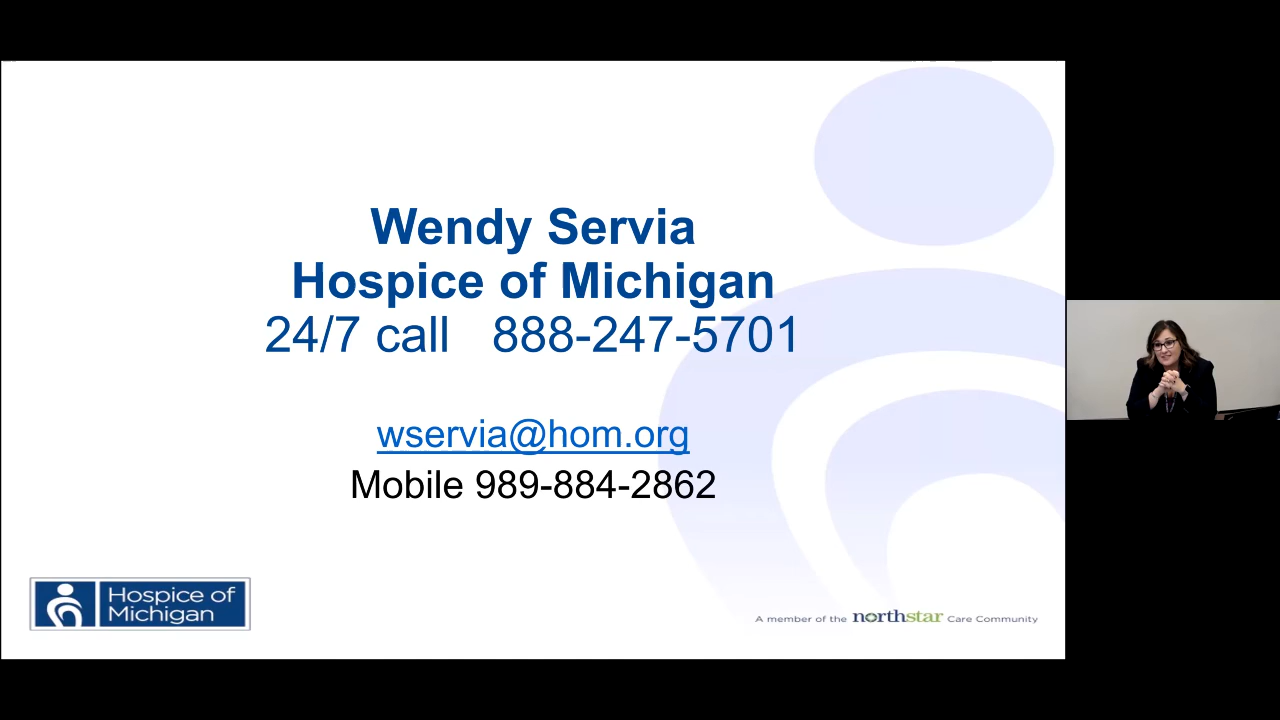 Wendy Servia
Hospice of Michigan
24/7 call 888-247-5701
wservia@hom.org
Mobile 989-884-2862
Hospice of
Michigan
A member of the northstar Care Community